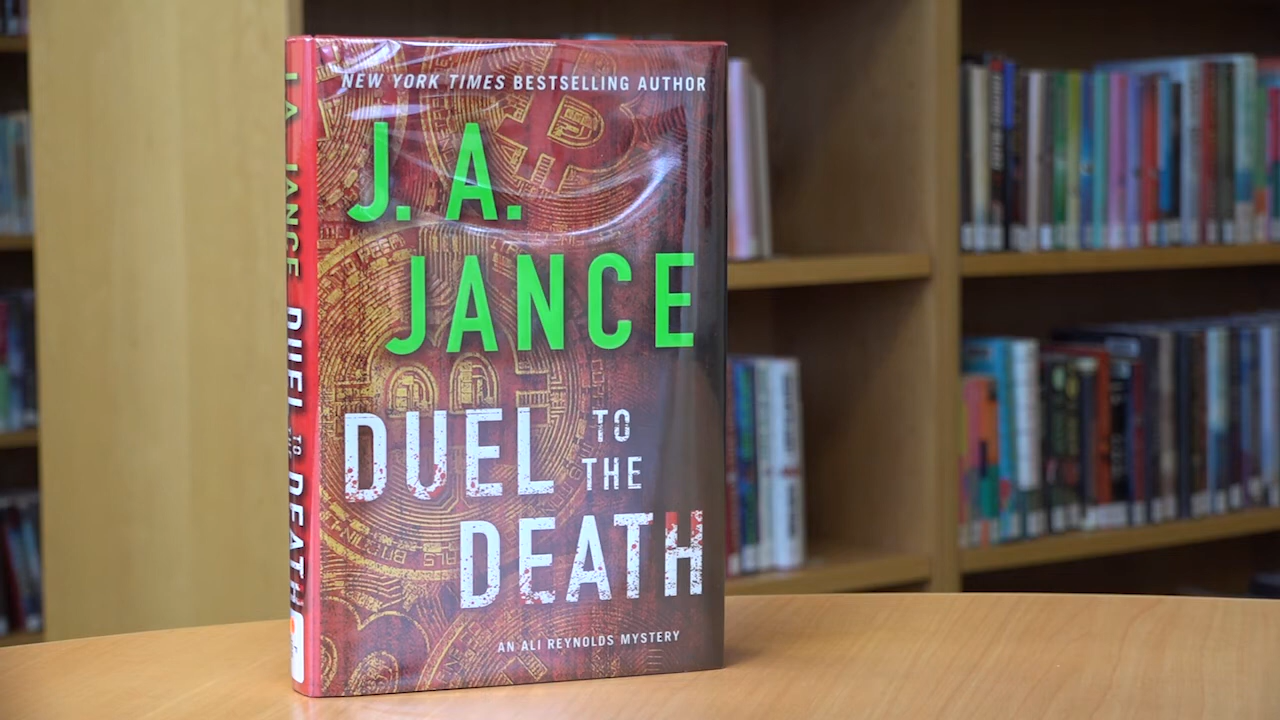 NEW YORK TIMES BESTSELLING AUTHOR
J. A.
JANCE
DUEL TO
THE
DEATH
AN ALI REYNOLDS MYSTERY
J.A. JANCE DUEL TO THE DEATH
BITCOIN